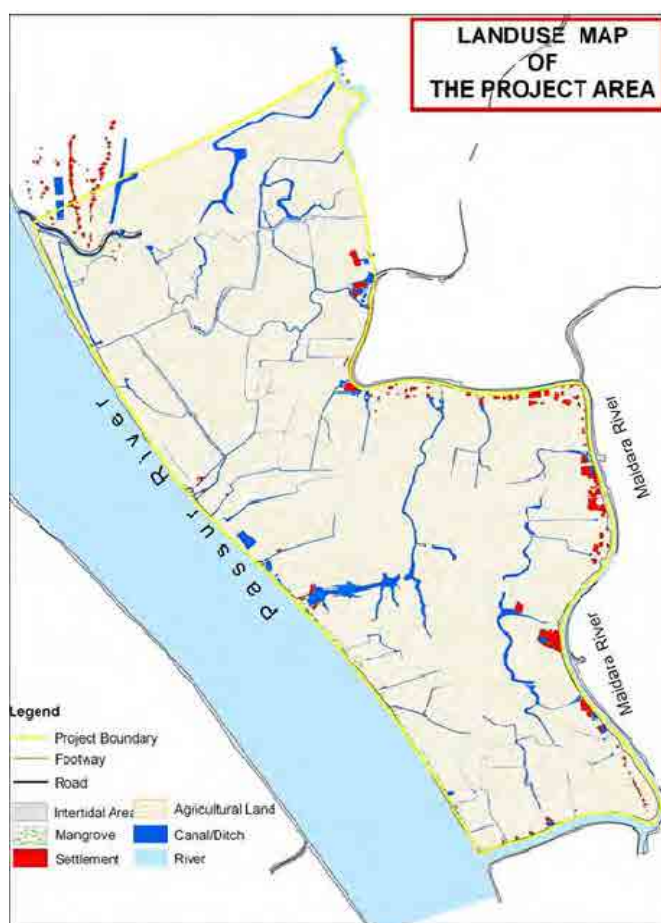 LANDUSE MAP
OF
THE PROJECT AREA
Passur River
Maidara River
Maidara River
Legend
Project Boundary
Footway
Road
Intertidal Area
Agricultural Land
Mangrove
Canal/Ditch
Settlement
River